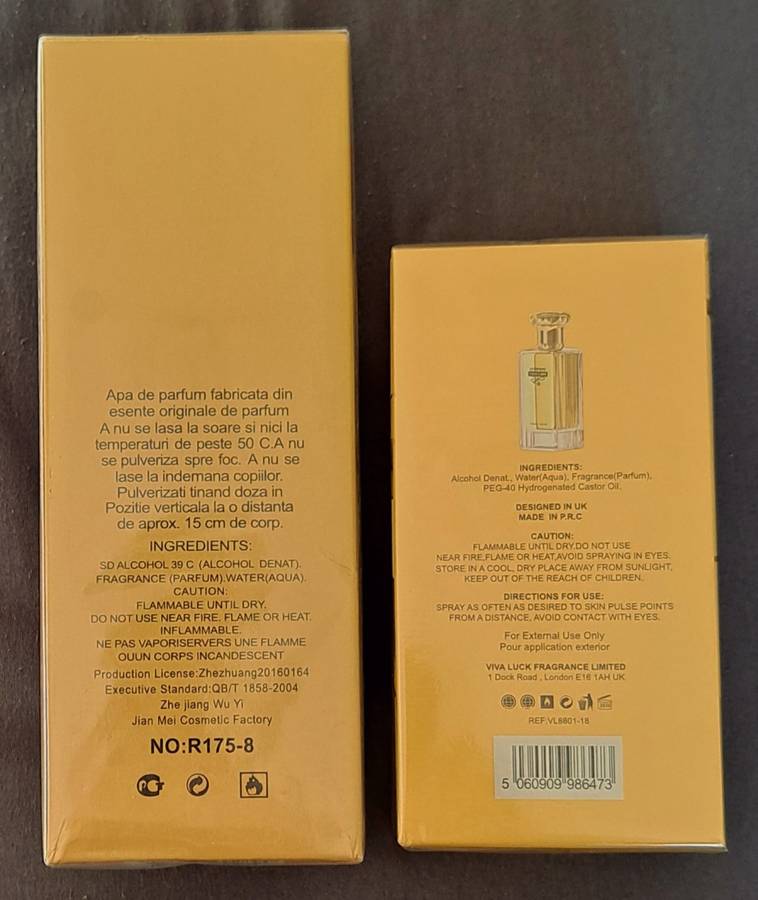 Apa de parfum fabricata din
esente originale de parfum
A nu se lasa la soare si nici la
temperaturi de peste 50 C.A nu
se pulveriza spre foc. A nu se
lase la indemana copiilor.
Pulverizati tinand doza in
Pozitie verticala la o distanta
de aprox. 15 cm de corp.
INGREDIENTS:
SD ALCOHOL 39 C (ALCOHOL DENAT).
FRAGRANCE (PARFUM).WATER(AQUA).
CAUTION:
FLAMMABLE UNTIL DRY.
DO NOT USE NEAR FIRE. FLAME OR HEAT.
INFLAMMABLE.
NE PAS VAPORISERVERS UNE FLAMME
OUUN CORPS INCANDESCENT
Production License:Zhezhuang20160164
Executive Standard:QB/T 1858-2004
Zhe jiang Wu Yi
Jian Mei Cosmetic Factory
NO:R175-8
INGREDIENTS:
Alcohol Denat., Water(Aqua), Fragrance(Parfum),
PEG-40 Hydrogenated Castor Oil.
DESIGNED IN UK
MADE IN P.R.C
CAUTION:
FLAMMABLE UNTIL DRY.DO NOT USE
NEAR FIRE,FLAME OR HEAT,AVOID SPRAYING IN EYES.
STORE IN A COOL, DRY PLACE AWAY FROM SUNLIGHT,
KEEP OUT OF THE REACH OF CHILDREN.
DIRECTIONS FOR USE:
SPRAY AS OFTEN AS DESIRED TO SKIN PULSE POINTS
FROM A DISTANCE, AVOID CONTACT WITH EYES.
For External Use Only
Pour application exterior
VIVA LUCK FRAGRANCE LIMITED
1 Dock Road , London E16 1AH UK
REF:VL8801-18
5 060909 986473